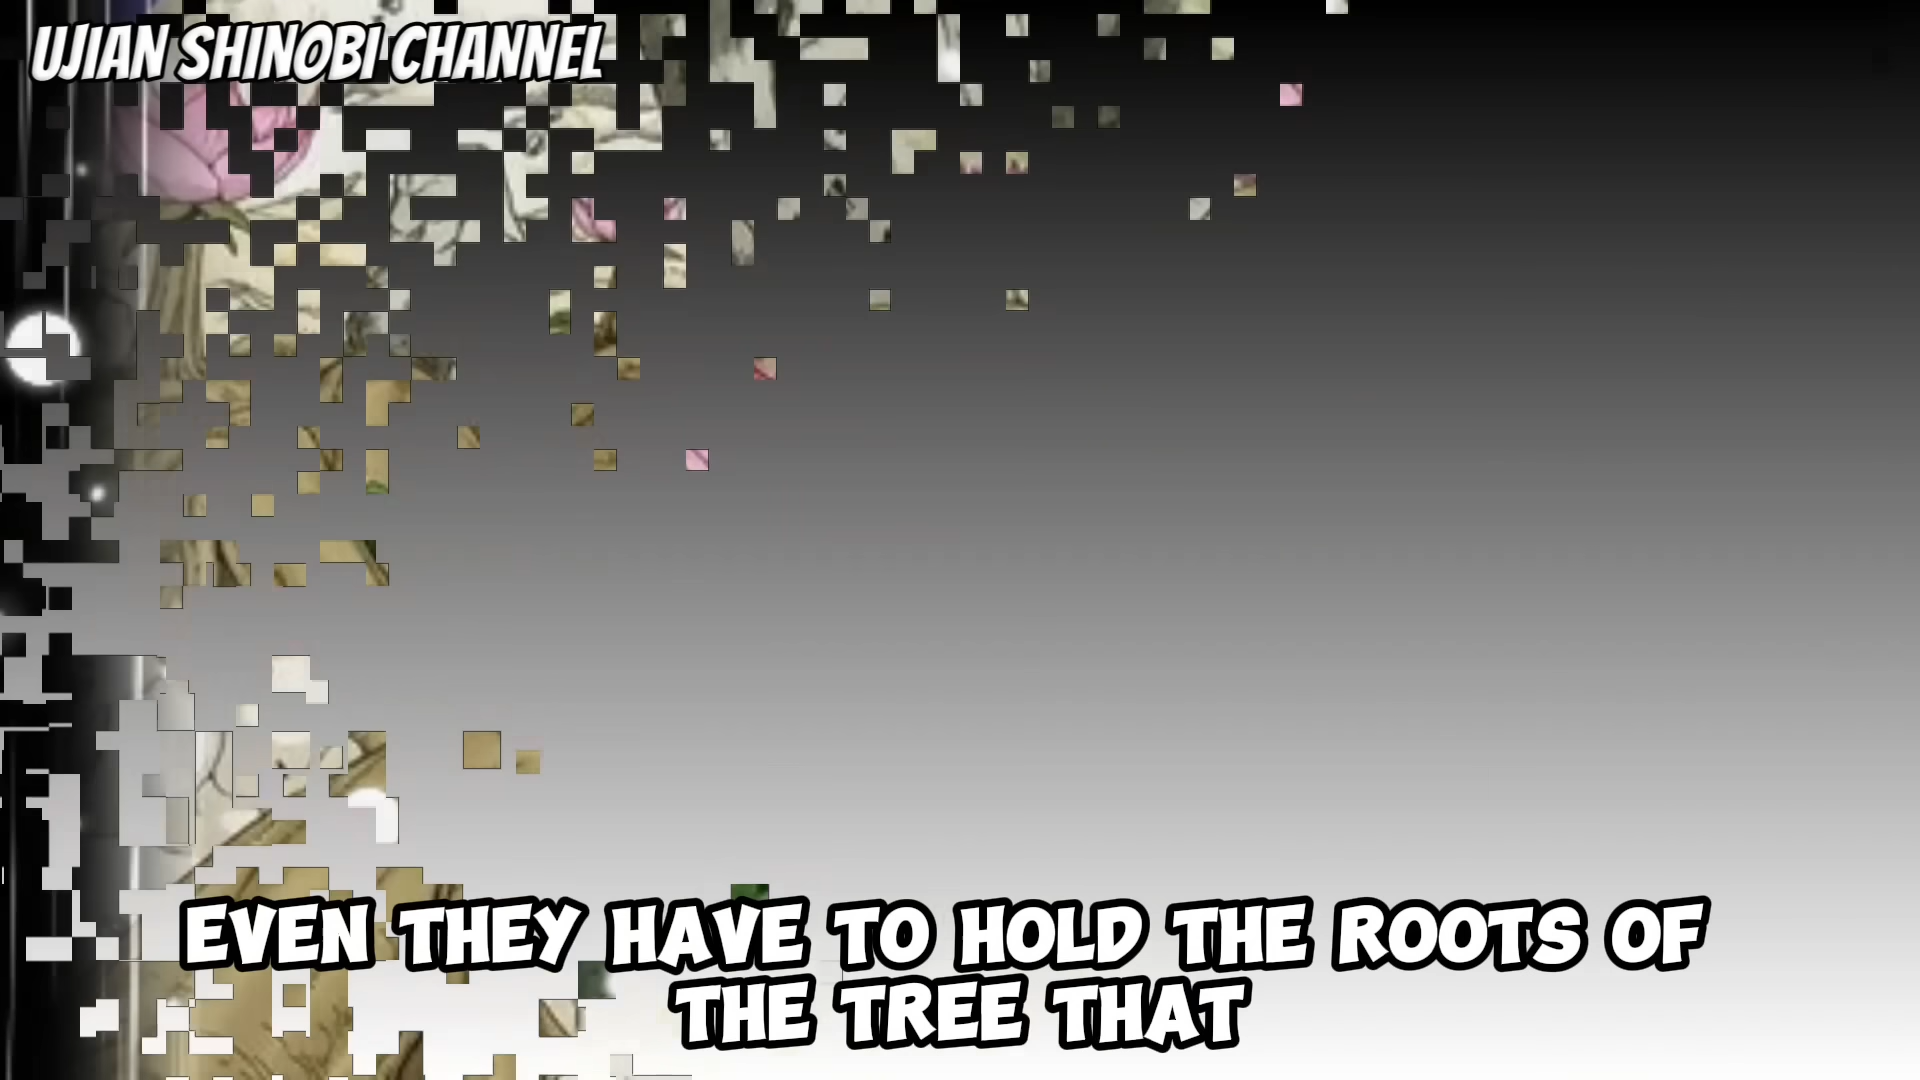 UJIAN SHINOBI CHANNEL
EVEN THEY HAVE TO HOLD THE ROOTS OF
THE TREE THAT